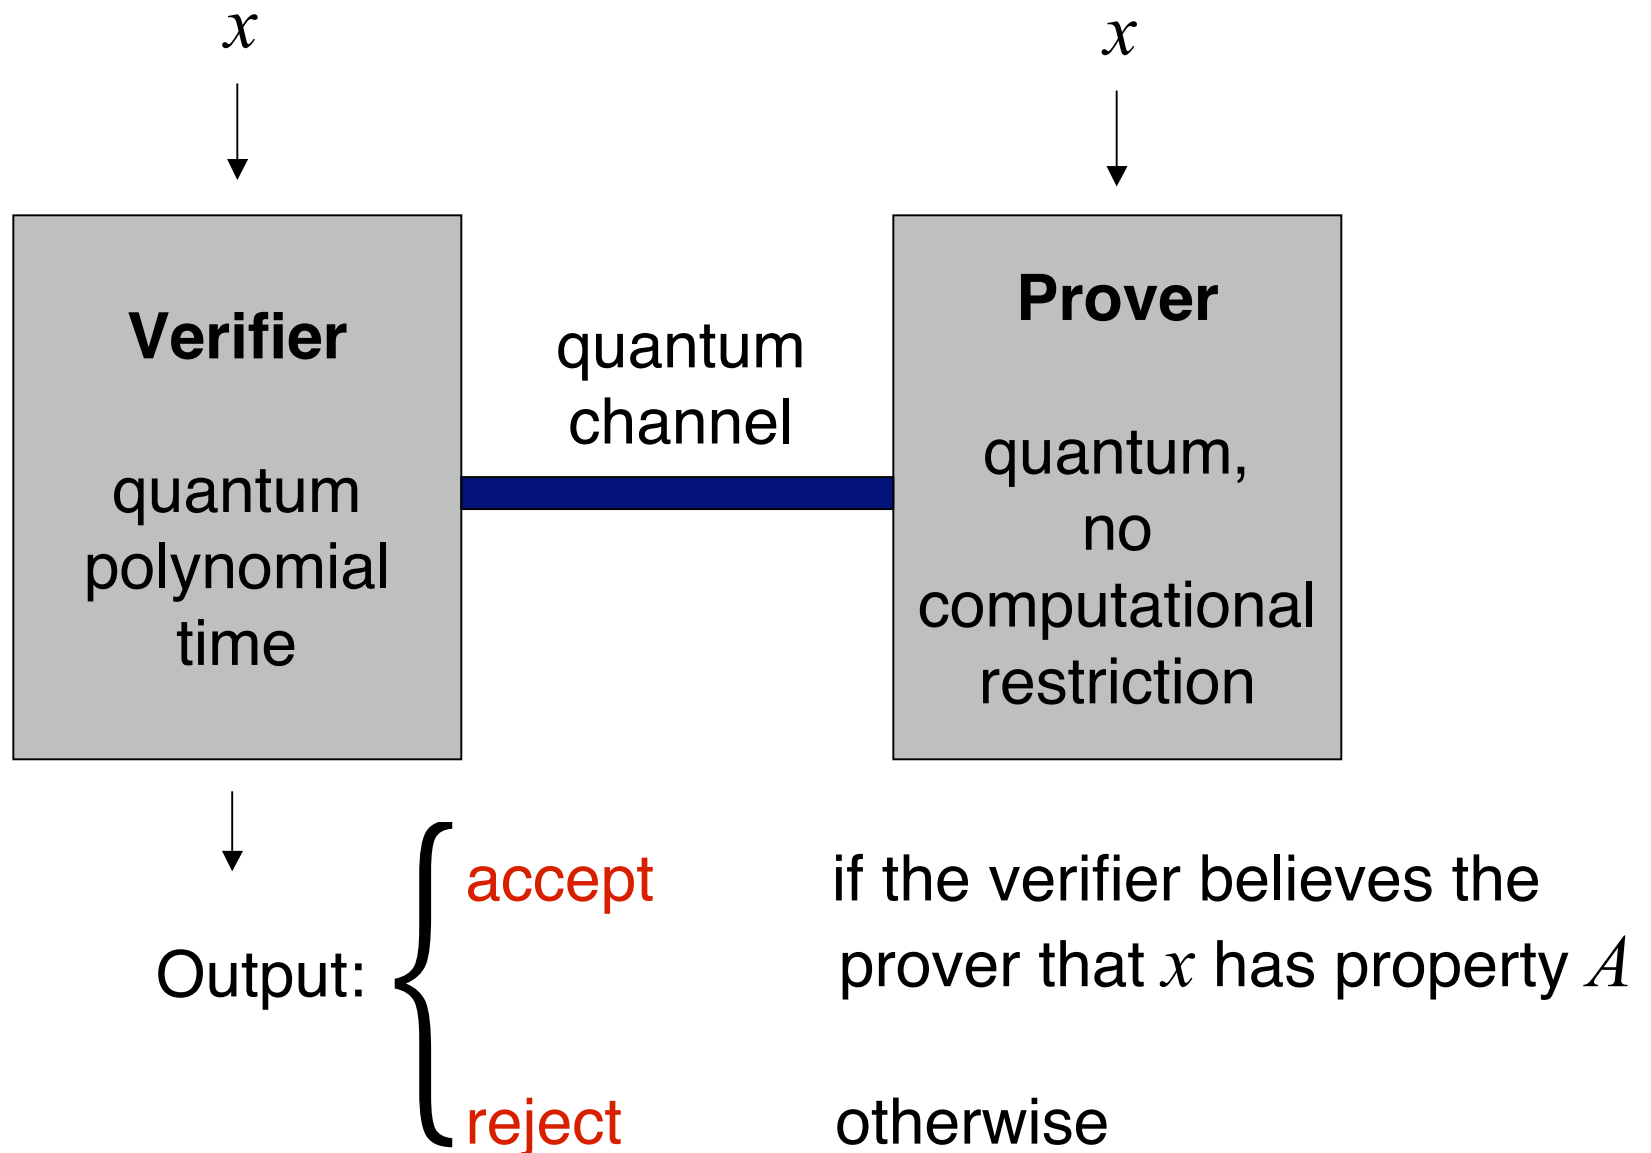 x
x
Verifier
quantum
polynomial
time
quantum
channel
Prover
quantum,
no
computational
restriction
Output:
accept if the verifier believes the
prover that x has property A
reject otherwise